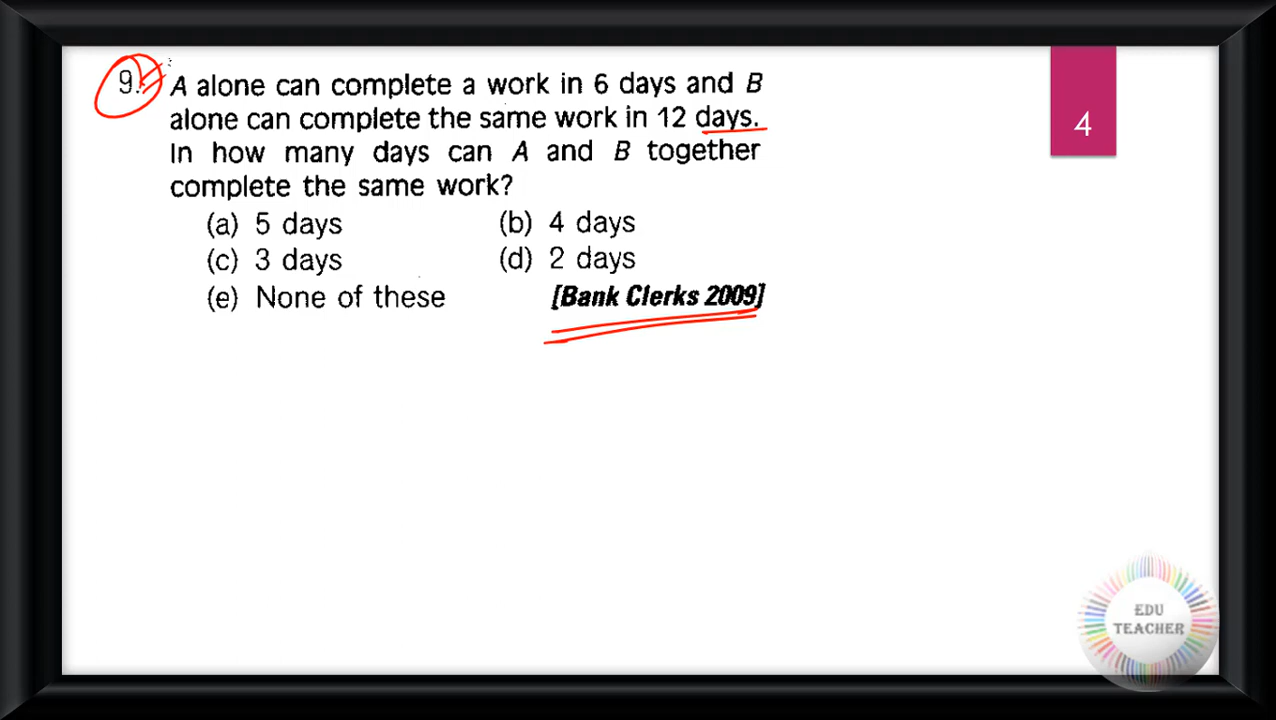 9. A alone can complete a work in 6 days and B
alone can complete the same work in 12 days.
In how many days can A and B together
complete the same work?
(a) 5 days (b) 4 days
(c) 3 days (d) 2 days
(e) None of these [Bank Clerks 2009]
4
EDU
TEACHER